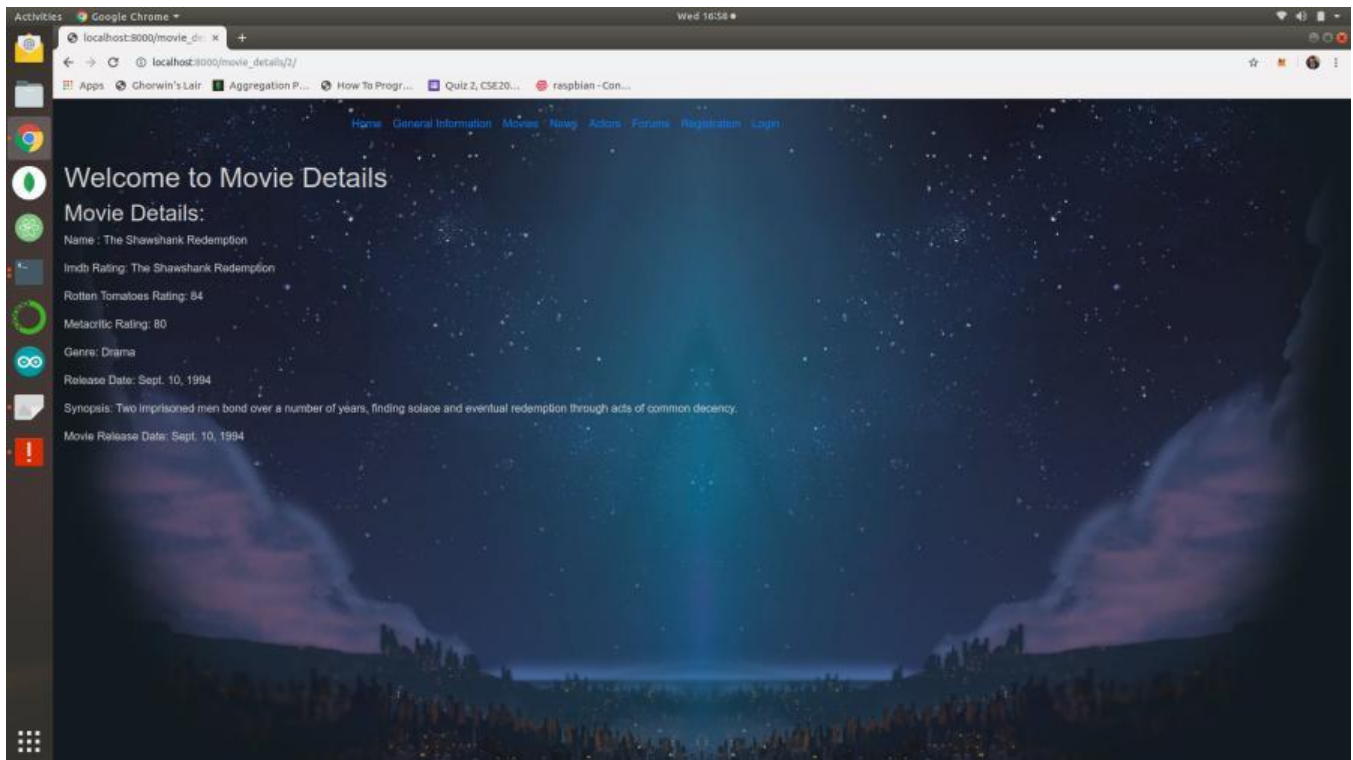 Activities Google Chrome Wed 16:58
localhost:8000/movie_de
localhost:8000/movie_details/2/
Apps Ghorwin's Lair Aggregation P... How To Progr... Quiz 2, CSE20... raspbian - Con...
Home General Information Movies News Actors Forums Registration Login
Welcome to Movie Details
Movie Details:
Name : The Shawshank Redemption
Imdb Rating: The Shawshank Redemption
Rotten Tomatoes Rating: 84
Metacritic Rating: 80
Genre: Drama
Release Date: Sept. 10, 1994
Synopsis: Two imprisoned men bond over a number of years, finding solace and eventual redemption through acts of common decency.
Movie Release Date: Sept. 10, 1994